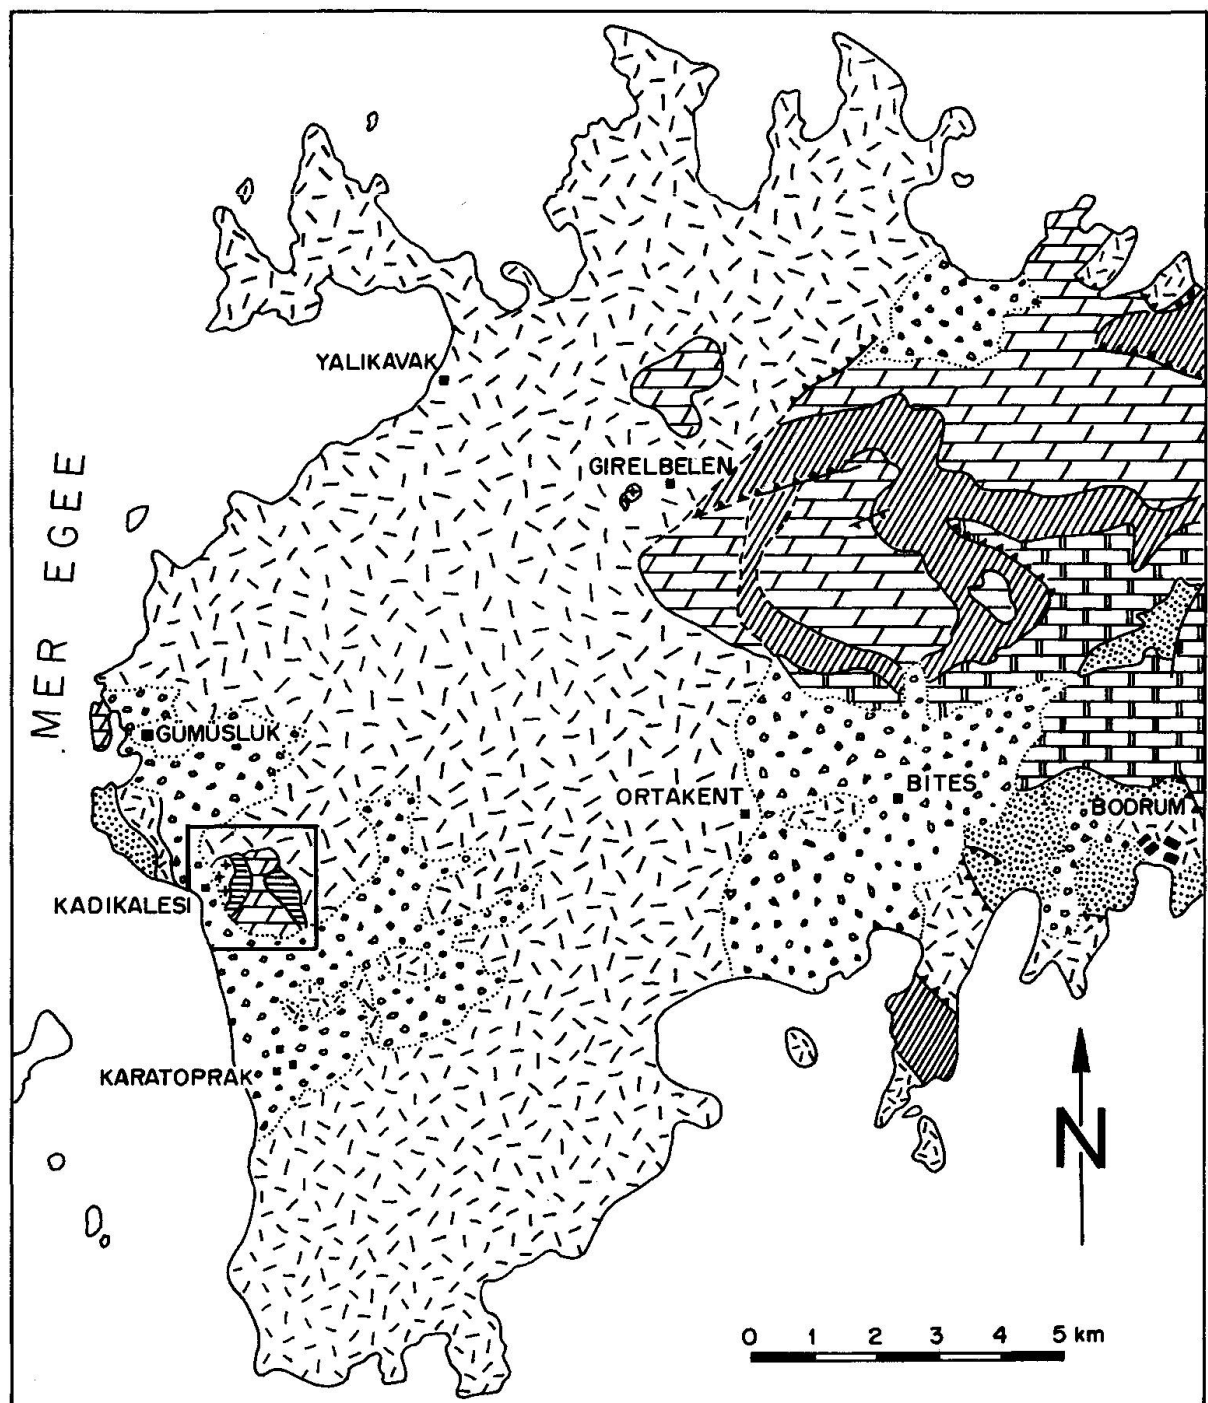 YALIKAVAK
GIRELBELEN
MER EGEE
GUMUSLUK
ORTAKENT
BITES
BODRUM
KADIKALESI
KARATOPRAK
N
0 1 2 3 4 5 km